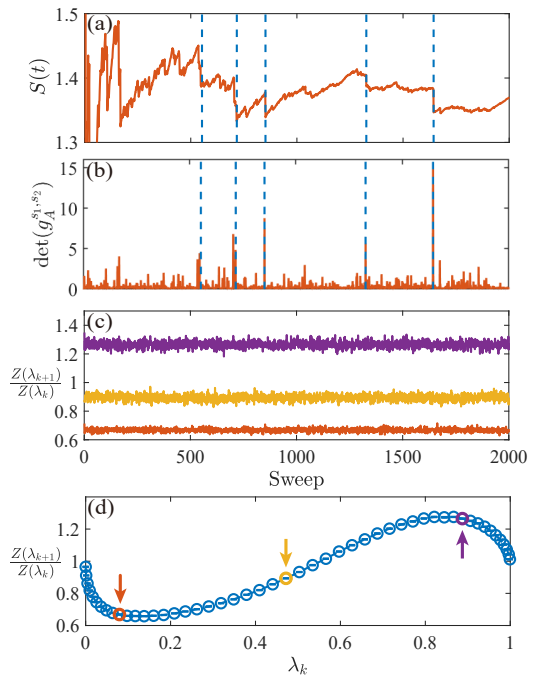 (a)
1.5
1.4
1.3
S(t)
(b)
15
10
5
0
det(g_A^{s_1,s_2})
(c)
1.4
1.2
1
0.8
0.6
Z(λ_{k+1})
Z(λ_k)
0 500 1000 1500 2000
Sweep
(d)
1.2
1
0.8
0.6
Z(λ_{k+1})
Z(λ_k)
0 0.2 0.4 0.6 0.8 1
λ_k